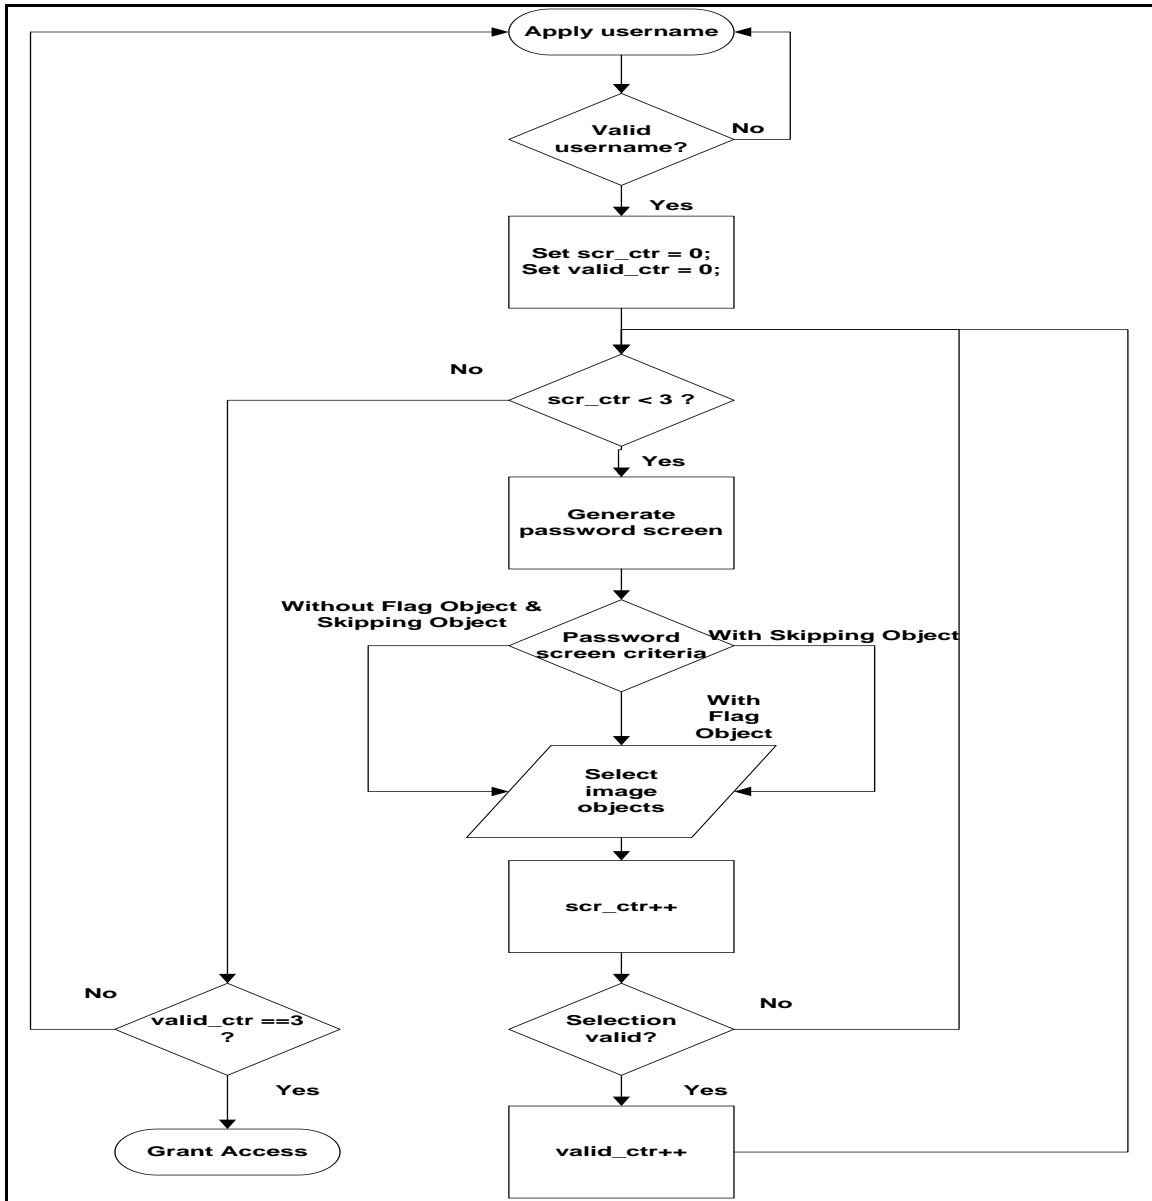 Apply username
Valid
username?
No
Yes
Set scr_ctr = 0;
Set valid_ctr = 0;
No
scr_ctr < 3 ?
Yes
Generate
password screen
Without Flag Object &
Skipping Object
Password
screen criteria
With Skipping Object
With
Flag
Object
Select
image
objects
scr_ctr++
No
valid_ctr ==3
?
Selection
valid?
No
Yes
Yes
Grant Access
valid_ctr++